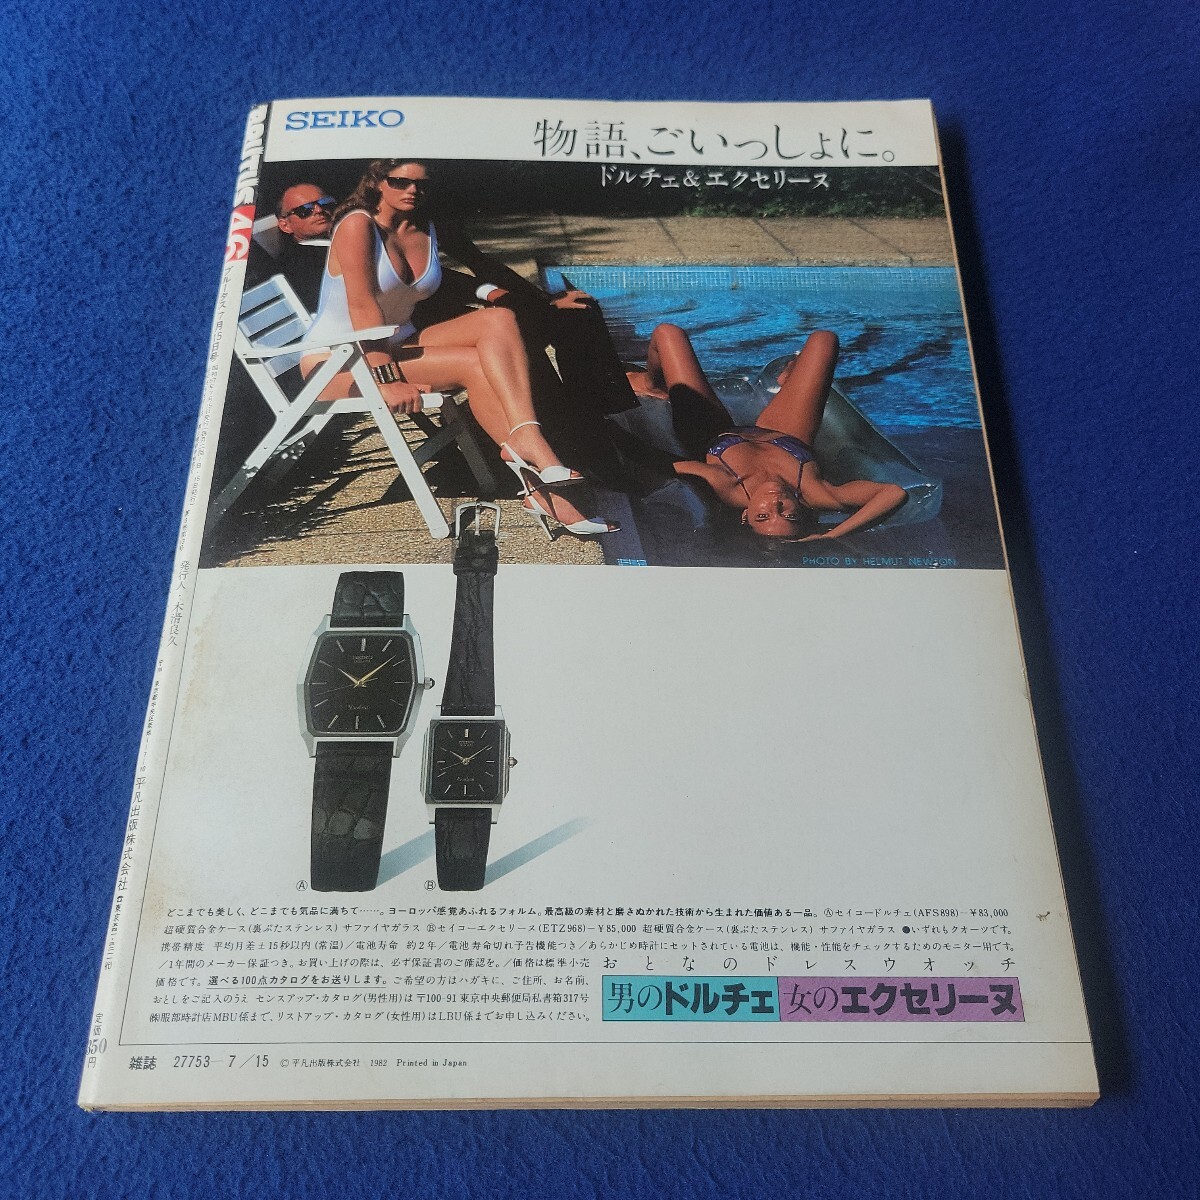 SEIKO
物語、ごいっしょに。
ドルチェ&エクセリーヌ
PHOTO BY HELMUT NEWTON
Ⓐ
Ⓑ
どこまでも美しく、どこまでも気品に満ちて……。ヨーロッパ感覚あふれるフォルム。最高級の素材と磨きぬかれた技術から生まれた価値ある一品。Ⓐセイコードルチェ(AFS898)—¥83,000
超硬質合金ケース(裏ぶたステンレス) サファイヤガラス Ⓑセイコーエクセリーヌ(ETZ968)—¥85,000 超硬質合金ケース(裏ぶたステンレス) サファイヤガラス ●いずれもクオーツです。
携帯精度 平均月差±15秒以内(常温)/電池寿命 約2年/電池寿命切れ予告機能つき/あらかじめ時計にセットされている電池は、機能・性能をチェックするためのモニター用です。
/1年間のメーカー保証つき。お買い上げの際は、必ず保証書のご確認を。/価格は標準小売
価格です。選べる100点カタログをお送りします。ご希望の方はハガキに、ご住所、お名前、
おとしをご記入のうえ センスアップ・カタログ(男性用)は〒100-91 東京中央郵便局私書箱317号
㈱服部時計店MBU係まで、リストアップ・カタログ(女性用)はLBU係までお申し込みください。
おとなのドレスウオッチ
男のドルチェ 女のエクセリーヌ
雑誌 27753-7/15 ©平凡出版株式会社 1982 Printed in Japan
46
ブルータス7月15日号
発行人・木滑良久
平凡出版株式会社
定価350円